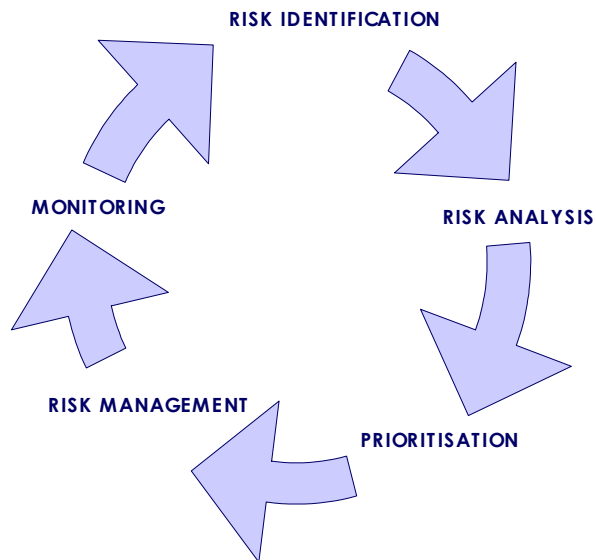 RISK IDENTIFICATION
RISK ANALYSIS
PRIORITISATION
RISK MANAGEMENT
MONITORING